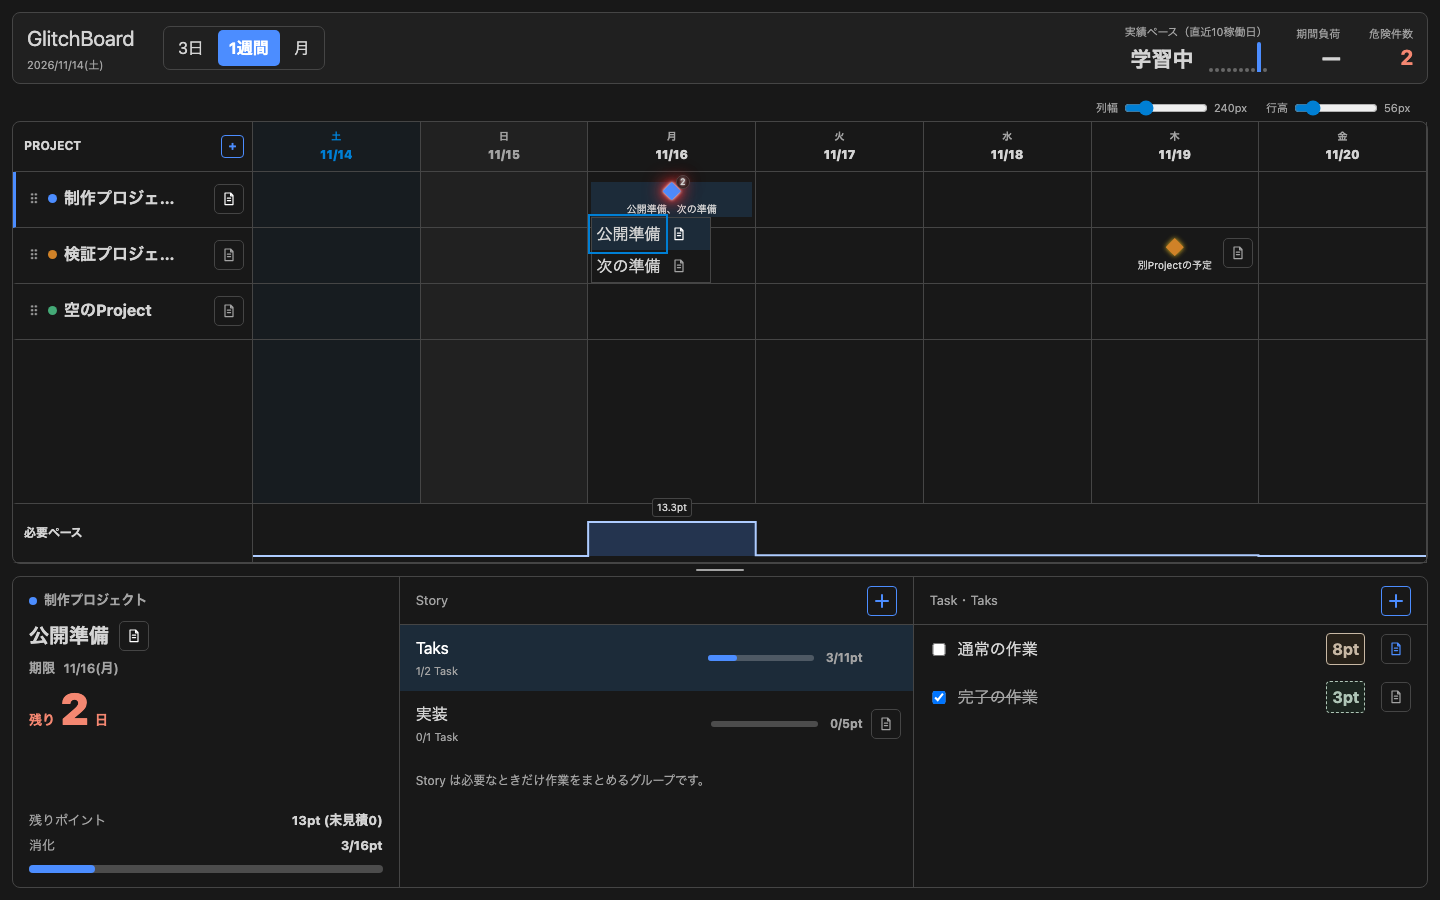 GlitchBoard
2026/11/14(土)
3日 1週間 月
実績ペース（直近10稼働日）
学習中
期間負荷
—
危険件数
2
列幅 240px 行高 56px
PROJECT +
土
11/14
日
11/15
月
11/16
火
11/17
水
11/18
木
11/19
金
11/20
制作プロジェ...
2
公開準備、次の準備
公開準備
次の準備
検証プロジェ...
別Projectの予定
空のProject
必要ペース
13.3pt
制作プロジェクト
公開準備
期限 11/16(月)
残り 2 日
残りポイント 13pt (未見積0)
消化 3/16pt
Story +
Taks
1/2 Task
3/11pt
実装
0/1 Task
0/5pt
Story は必要なときだけ作業をまとめるグループです。
Task・Taks +
通常の作業 8pt
完了の作業 3pt